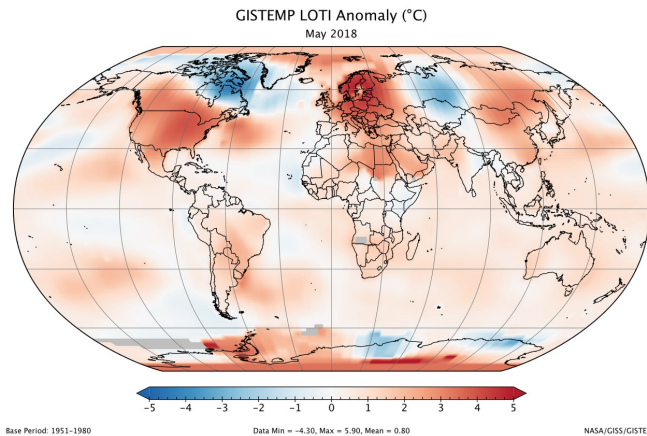 GISTEMP LOTI Anomaly (°C)
May 2018
−5 −4 −3 −2 −1 0 1 2 3 4 5
Base Period: 1951-1980 Data Min = −4.30, Max = 5.90, Mean = 0.80 NASA/GISS/GISTE